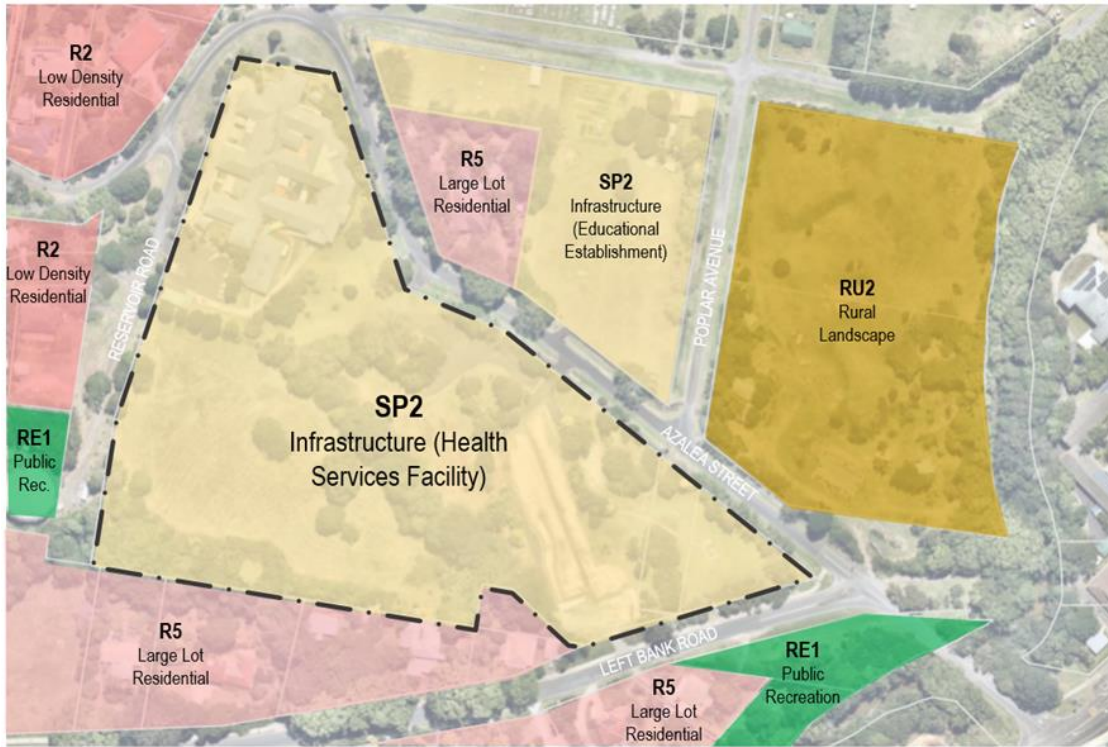 R2
Low Density
Residential
R5
Large Lot
Residential
SP2
Infrastructure
(Educational
Establishment)
R2
Low Density
Residential
RESERVOIR ROAD
POPLAR AVENUE
RU2
Rural
Landscape
SP2
Infrastructure (Health
Services Facility)
RE1
Public
Rec.
AZALEA STREET
R5
Large Lot
Residential
LEFT BANK ROAD
RE1
Public
Recreation
R5
Large Lot
Residential